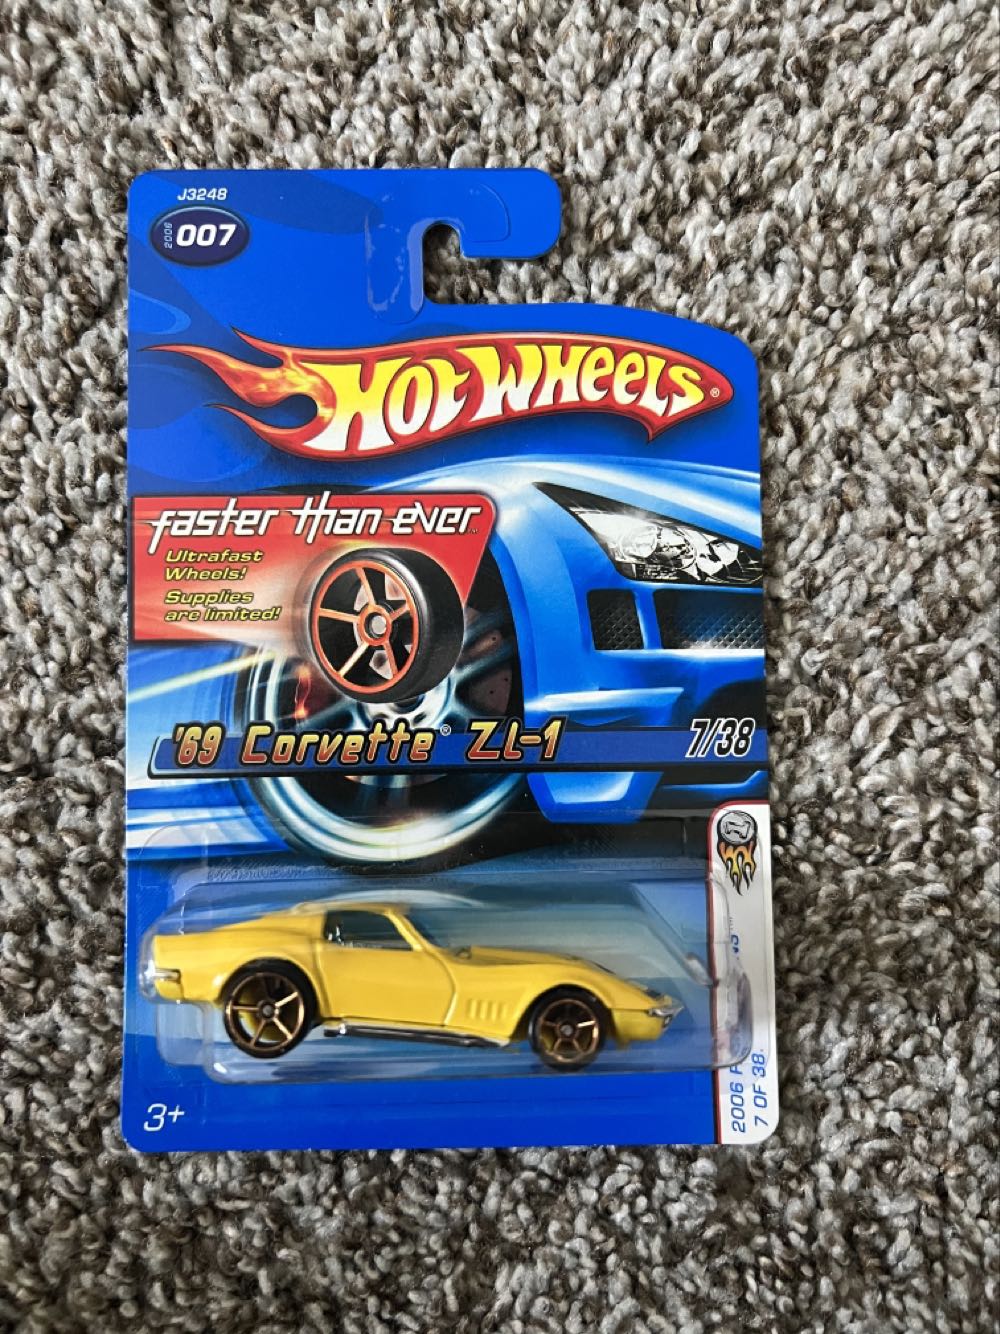 J3248
2006 007
HOT WHEELS®
faster than ever™
Ultrafast
Wheels!
Supplies
are limited!
'69 Corvette® ZL-1
7/38
3+
2006
7 OF 38.